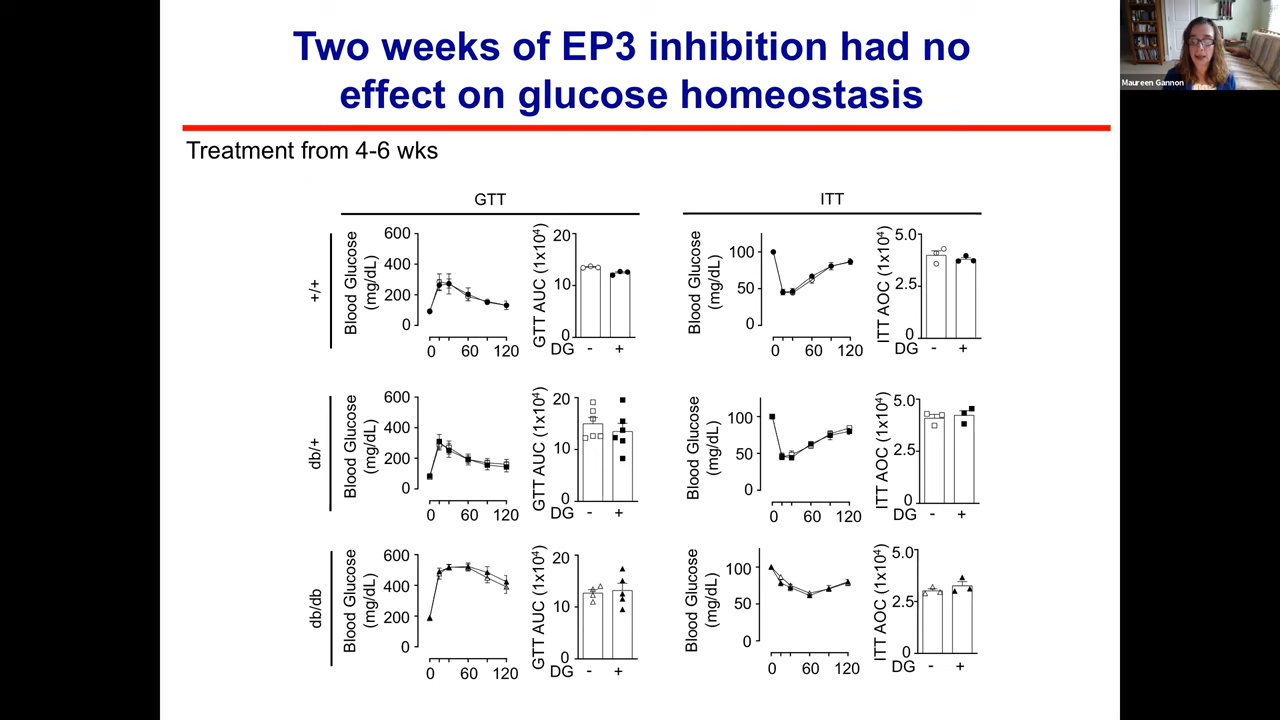 Two weeks of EP3 inhibition had no
effect on glucose homeostasis
Maureen Gannon
Treatment from 4-6 wks
GTT
ITT
+/+
Blood Glucose
(mg/dL)
600
400
200
0
0 60 120
GTT AUC (1x10⁴)
20
10
0
DG - +
Blood Glucose
(mg/dL)
100
50
0
0 60 120
ITT AOC (1x10⁴)
5.0
2.5
0
DG - +
db/+
Blood Glucose
(mg/dL)
600
400
200
0
0 60 120
GTT AUC (1x10⁴)
20
10
0
DG - +
Blood Glucose
(mg/dL)
100
50
0
0 60 120
ITT AOC (1x10⁴)
5.0
2.5
0
DG - +
db/db
Blood Glucose
(mg/dL)
600
400
200
0
0 60 120
GTT AUC (1x10⁴)
20
10
0
DG - +
Blood Glucose
(mg/dL)
100
50
0
0 60 120
ITT AOC (1x10⁴)
5.0
2.5
0
DG - +